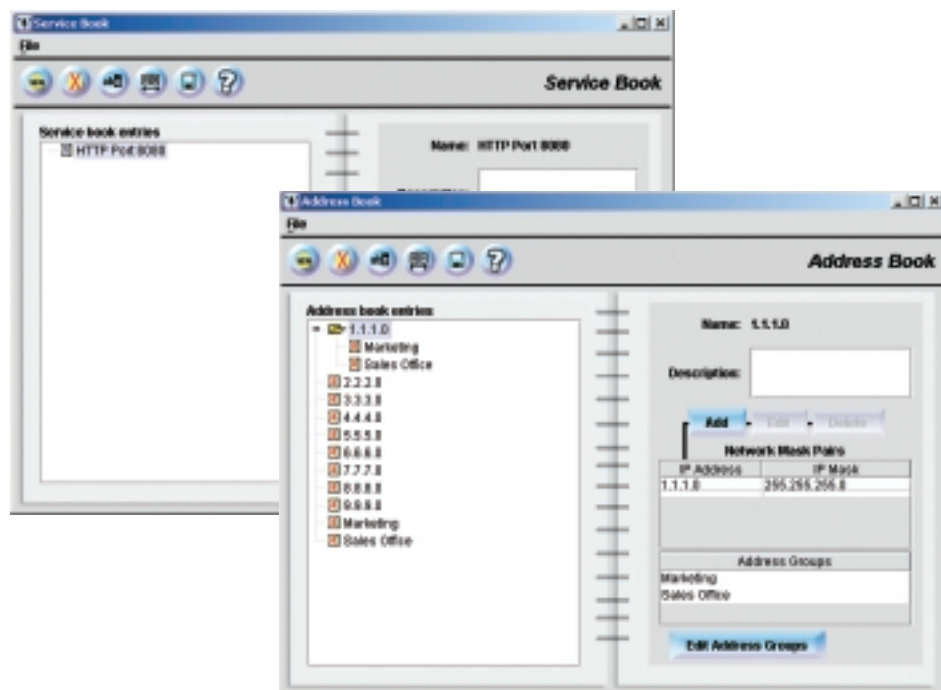 Service Book
File
Service Book
Service book entries
HTTP Port 8080
Name: HTTP Port 8080
Address Book
File
Address Book
Address book entries
1.1.1.0
Marketing
Sales Office
2.2.2.0
3.3.3.0
4.4.4.0
5.5.5.0
6.6.6.0
7.7.7.0
8.8.8.0
9.9.9.0
Marketing
Sales Office
Name: 1.1.1.0
Description:
Add Edit Delete
Network Mask Pairs
IP Address IP Mask
1.1.1.0 255.255.255.0
Address Groups
Marketing
Sales Office
Edit Address Groups